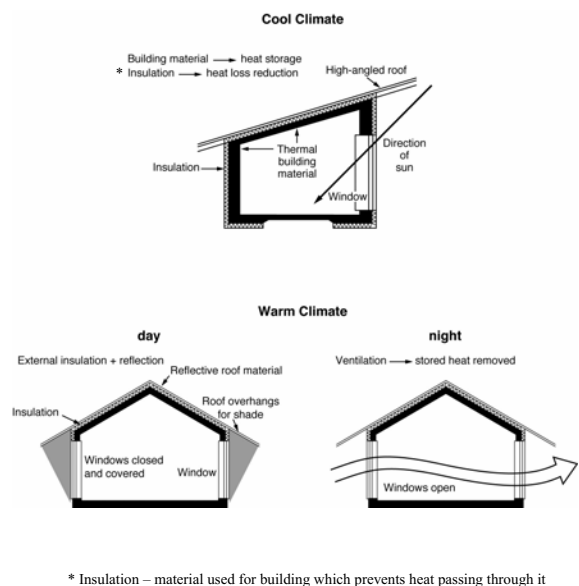 Cool Climate
Building material → heat storage
* Insulation → heat loss reduction
High-angled roof
Thermal
building
material
Direction
of
sun
Insulation
Window
Warm Climate
day
External insulation + reflection
Reflective roof material
Insulation
Roof overhangs
for shade
Windows closed
and covered
Window
night
Ventilation → stored heat removed
Windows open
* Insulation – material used for building which prevents heat passing through it